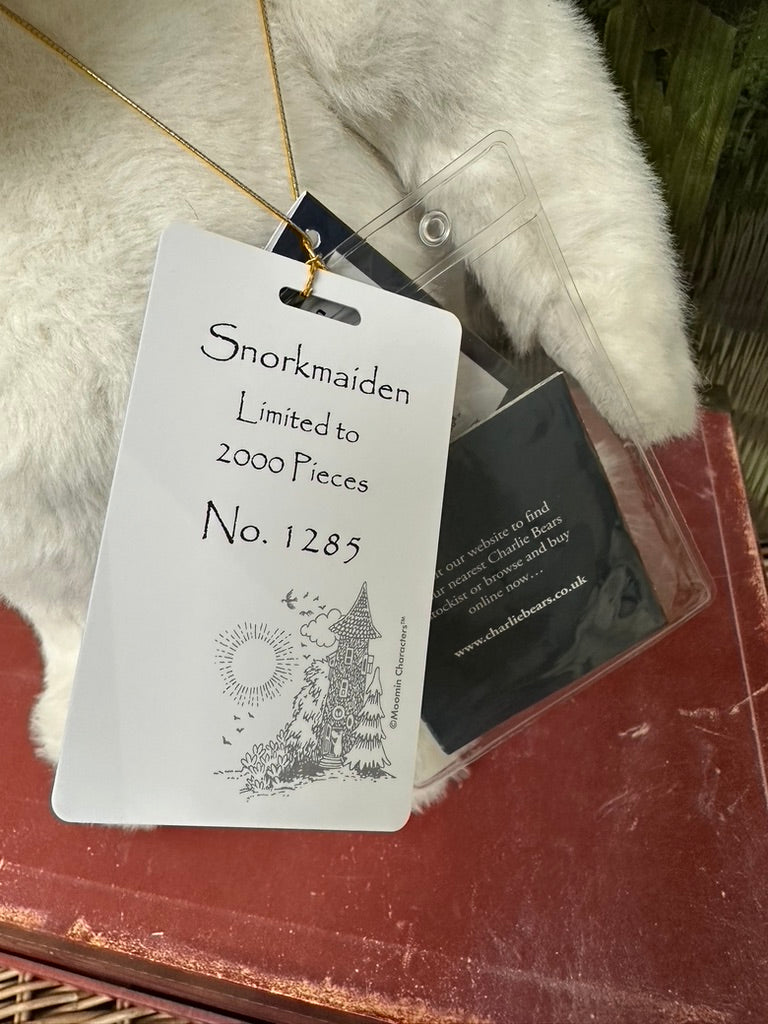 Snorkmaiden
Limited to
2000 Pieces
No. 1285
©Moomin Characters™
our website to find
nearest Charlie Bears
or browse and buy
online now...
www.charliebears.co.uk